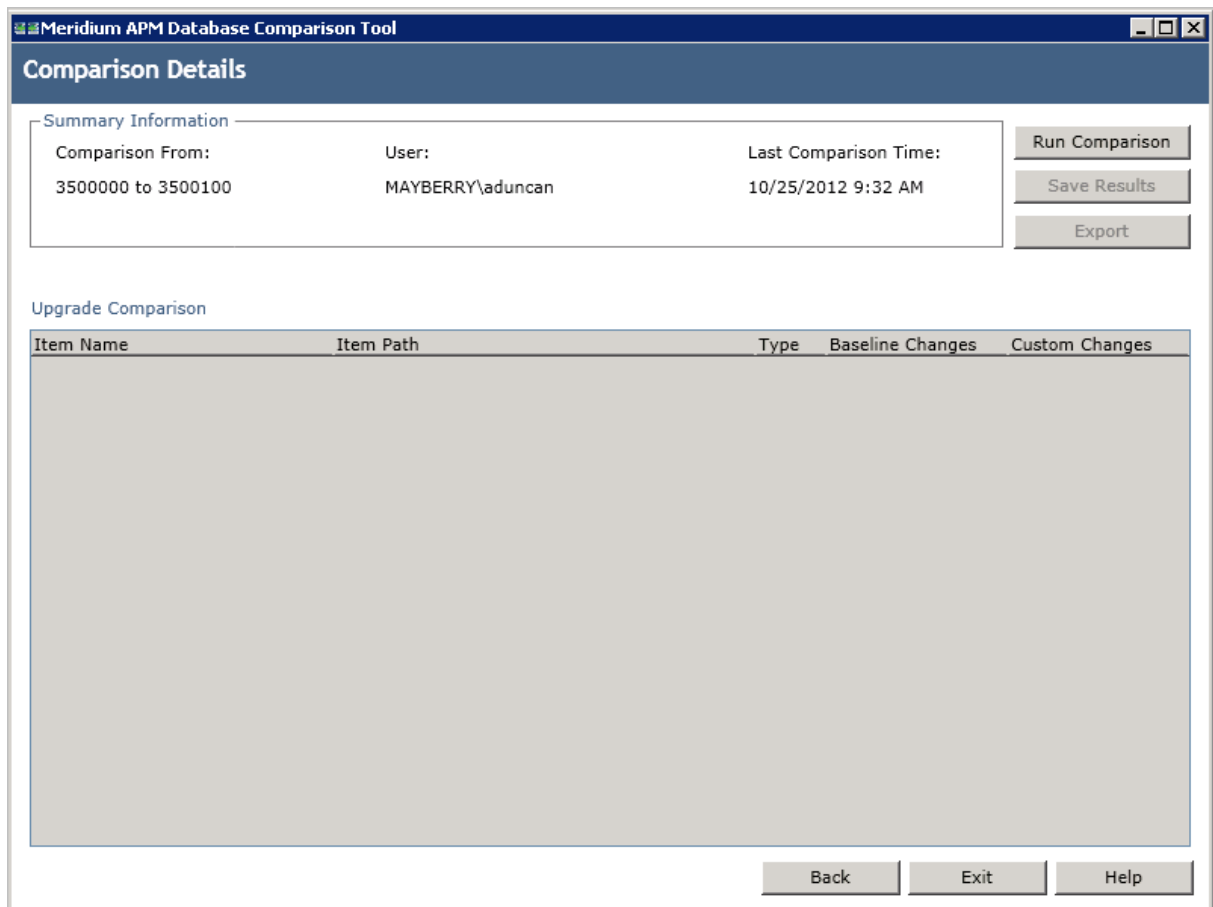 Meridium APM Database Comparison Tool
Comparison Details
Summary Information
Comparison From: User: Last Comparison Time:
3500000 to 3500100 MAYBERRY\aduncan 10/25/2012 9:32 AM
Run Comparison
Save Results
Export
Upgrade Comparison
Item Name Item Path Type Baseline Changes Custom Changes
Back Exit Help